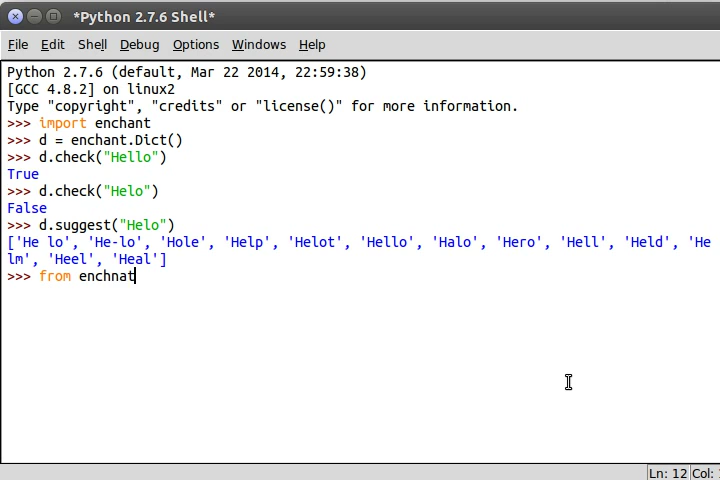 *Python 2.7.6 Shell*
File Edit Shell Debug Options Windows Help
Python 2.7.6 (default, Mar 22 2014, 22:59:38)
[GCC 4.8.2] on linux2
Type "copyright", "credits" or "license()" for more information.
>>> import enchant
>>> d = enchant.Dict()
>>> d.check("Hello")
True
>>> d.check("Helo")
False
>>> d.suggest("Helo")
['He lo', 'He-lo', 'Hole', 'Help', 'Helot', 'Hello', 'Halo', 'Hero', 'Hell', 'Held', 'He
lm', 'Heel', 'Heal']
>>> from enchnat
Ln: 12 Col: